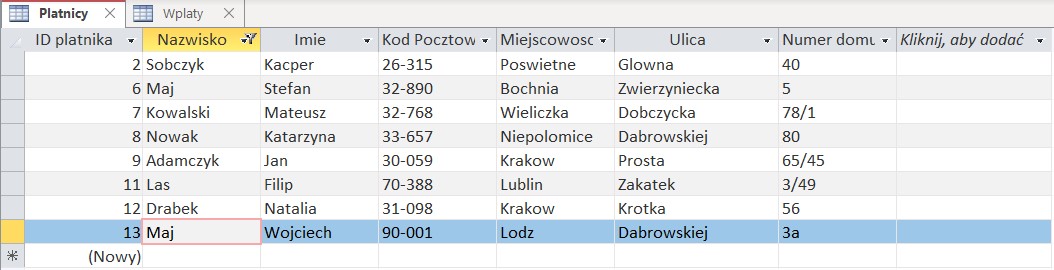 Platnicy Wplaty
ID platnika Nazwisko Imie Kod Pocztow Miejscowosc Ulica Numer domu Kliknij, aby dodać
2 Sobczyk Kacper 26-315 Poswietne Glowna 40
6 Maj Stefan 32-890 Bochnia Zwierzyniecka 5
7 Kowalski Mateusz 32-768 Wieliczka Dobczycka 78/1
8 Nowak Katarzyna 33-657 Niepolomice Dabrowskiej 80
9 Adamczyk Jan 30-059 Krakow Prosta 65/45
11 Las Filip 70-388 Lublin Zakatek 3/49
12 Drabek Natalia 31-098 Krakow Krotka 56
13 Maj Wojciech 90-001 Lodz Dabrowskiej 3a
(Nowy)